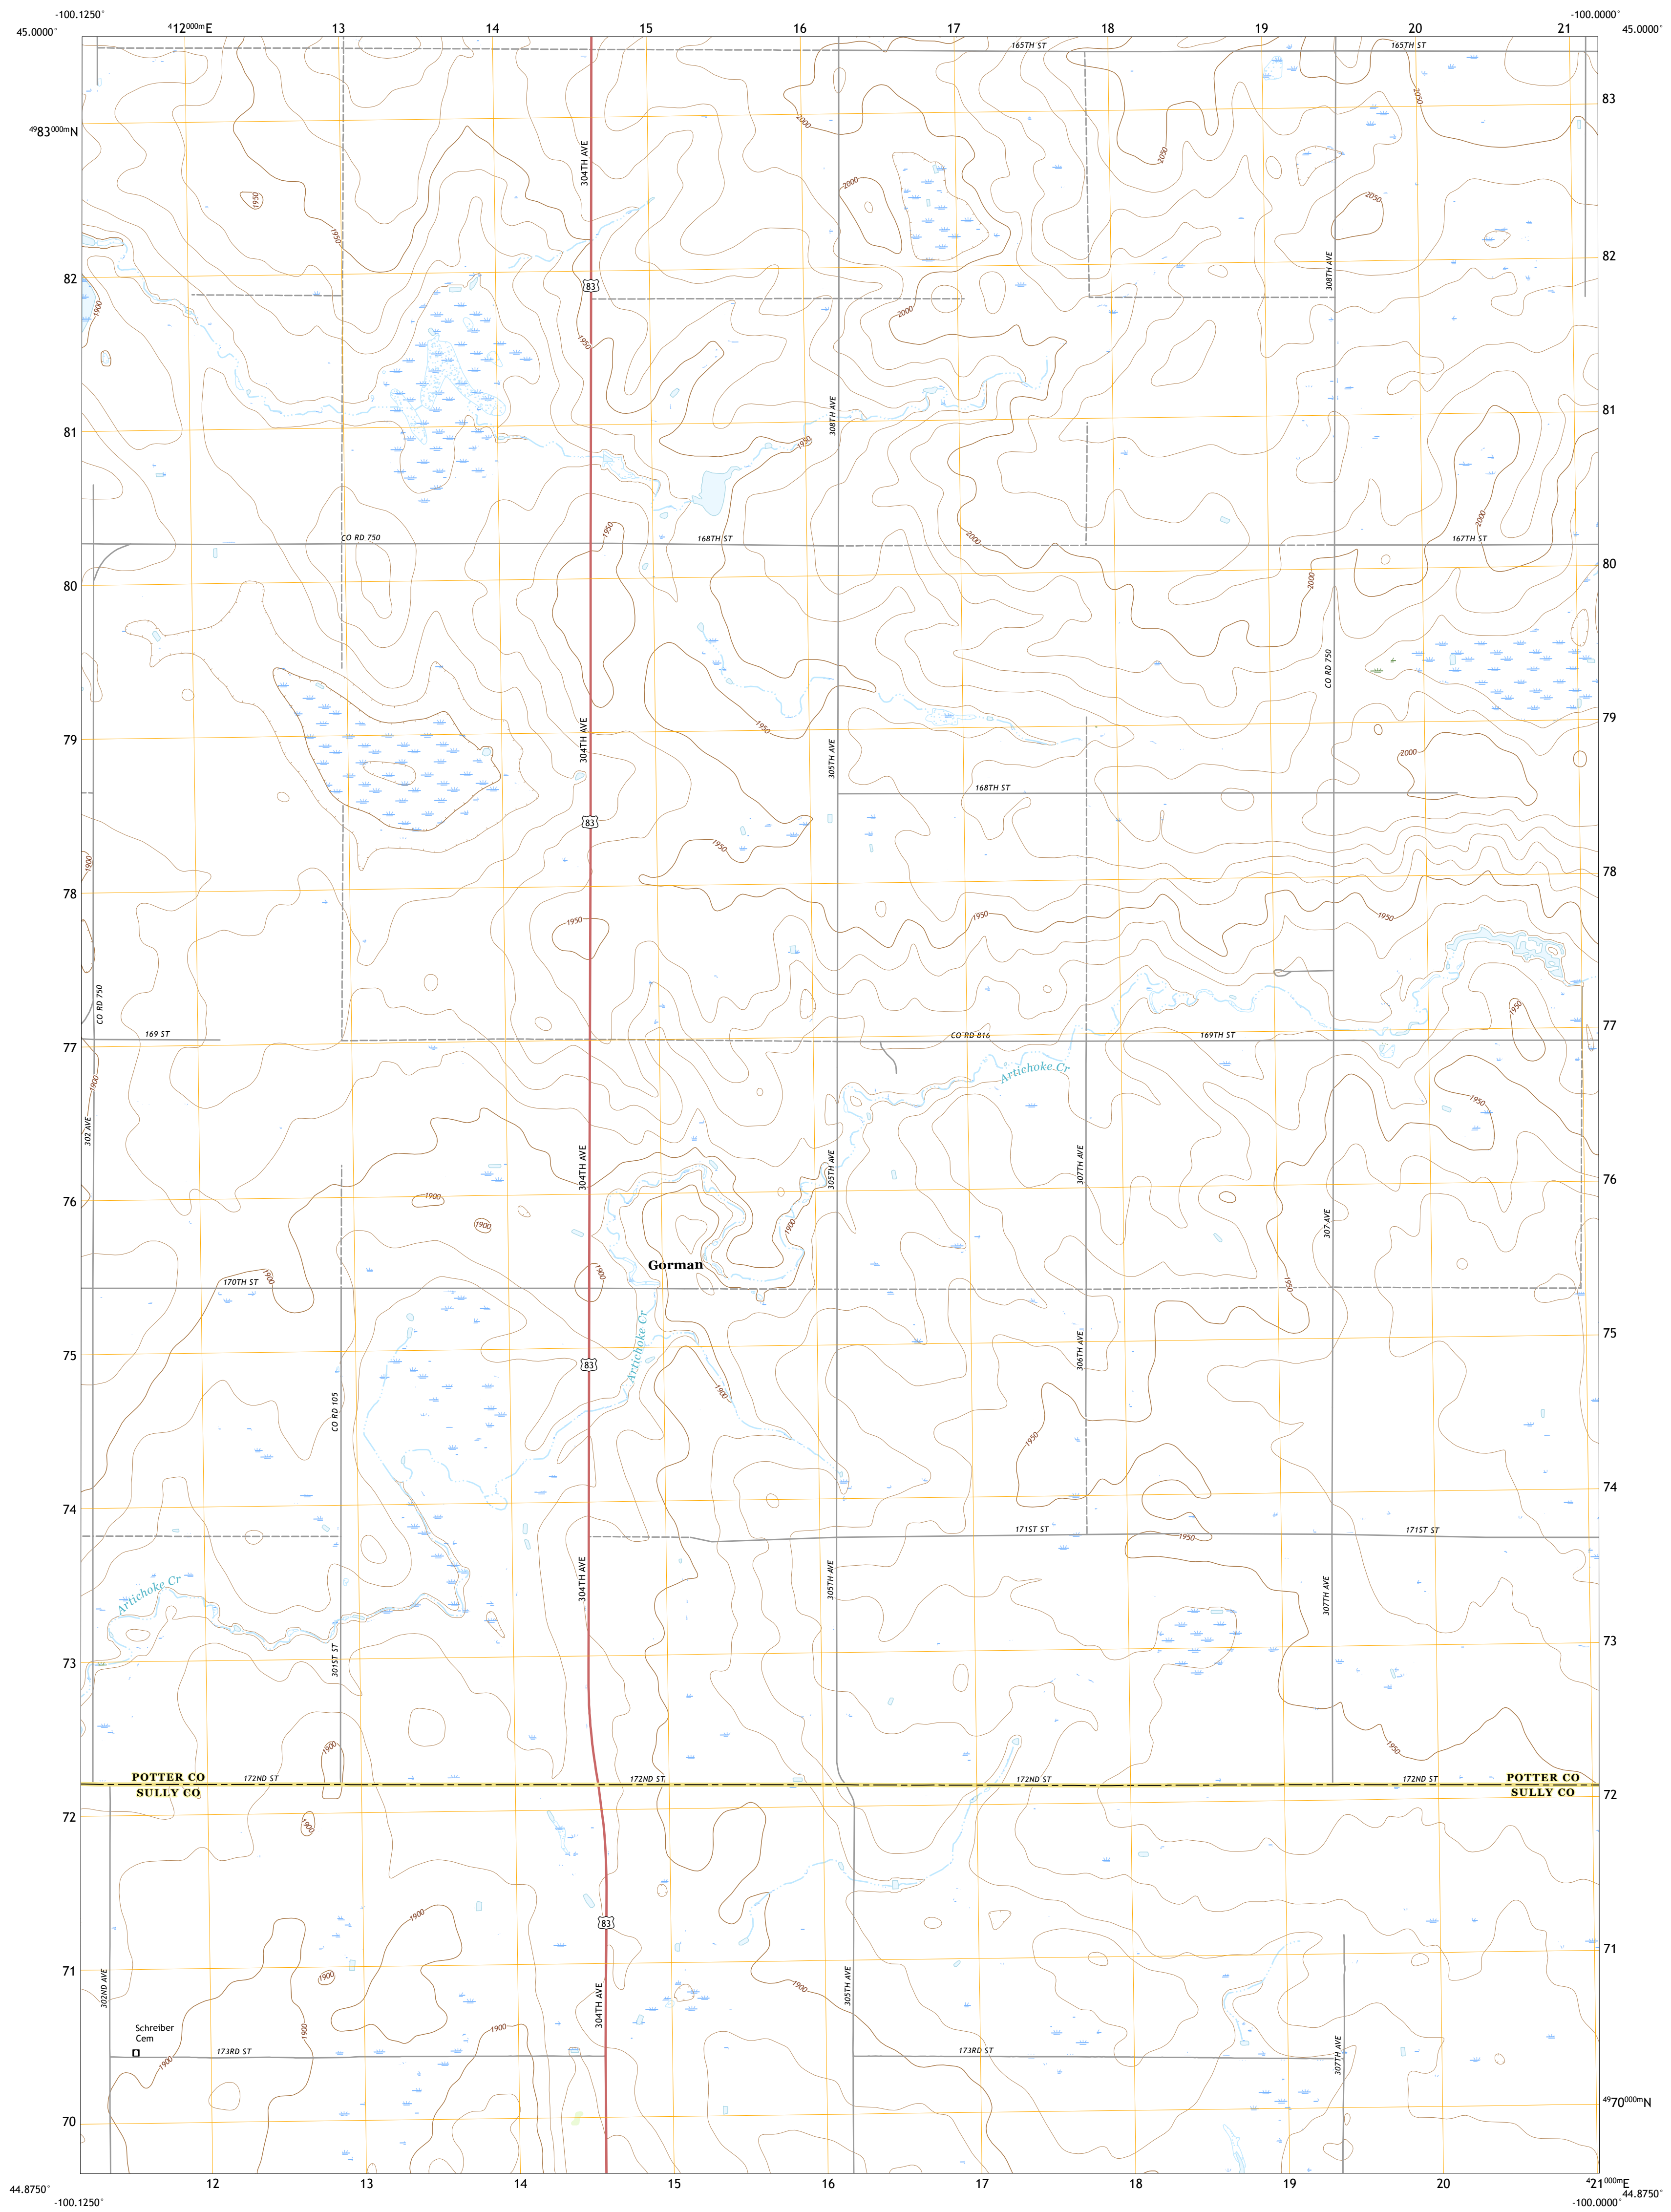 -100.1250°
⁴12⁰⁰⁰ᵐE
13
14
15
16
17
18
19
20
21
-100.0000°
45.0000°
45.0000°
165TH ST
165TH ST
2050
83
⁴⁹83⁰⁰⁰ᵐN
2000
304TH AVE
2050
1950
2000
2050
1950
308TH AVE
82
82
83
1900
2000
1950
308TH AVE
81
81
1950
2000
CO RD 750
168TH ST
1950
2000
167TH ST
80
80
2000
CO RD 750
304TH AVE
1950
79
79
305TH AVE
2000
168TH ST
83
1950
1900
78
78
1950
1950
1950
CO RD 750
1950
169 ST
CO RD 816
169TH ST
77
77
Artichoke Cr
1900
1950
302 AVE
304TH AVE
305TH AVE
307TH AVE
76
76
1900
1900
1900
307 AVE
Gorman
170TH ST
1900
1900
1950
Artichoke Cr
75
75
83
306TH AVE
1900
CO RD 105
1950
74
74
171ST ST
171ST ST
1950
304TH AVE
305TH AVE
307TH AVE
Artichoke Cr
73
73
301ST ST
1900
1950
POTTER CO
172ND ST
172ND ST
172ND ST
172ND ST
POTTER CO
SULLY CO
SULLY CO
72
72
1900
1900
83
71
71
1900
1900
302ND AVE
304TH AVE
305TH AVE
Schreiber
Cem
1900
1900
1900
173RD ST
173RD ST
307TH AVE
70
⁴⁹70⁰⁰⁰ᵐN
12
13
14
15
16
17
18
19
20
⁴21⁰⁰⁰ᵐE
44.8750°
44.8750°
-100.1250°
-100.0000°